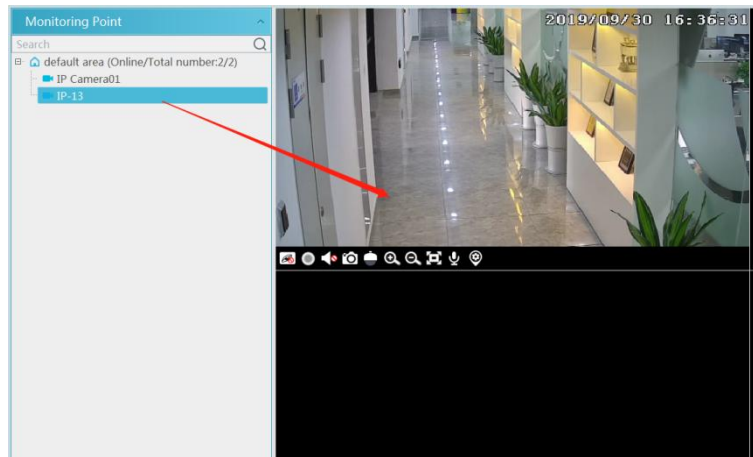 Monitoring Point
2019/09/30 16:36:31
Search
default area (Online/Total number:2/2)
IP Camera01
IP-13